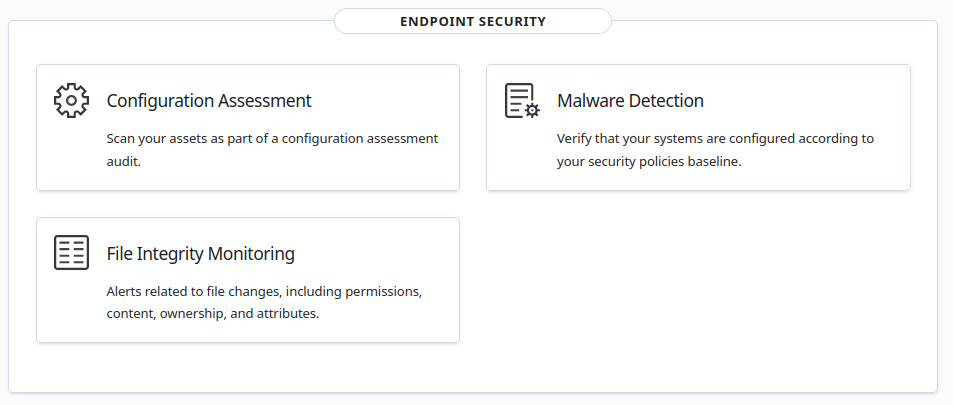 ENDPOINT SECURITY
Configuration Assessment
Scan your assets as part of a configuration assessment
audit.
Malware Detection
Verify that your systems are configured according to
your security policies baseline.
File Integrity Monitoring
Alerts related to file changes, including permissions,
content, ownership, and attributes.